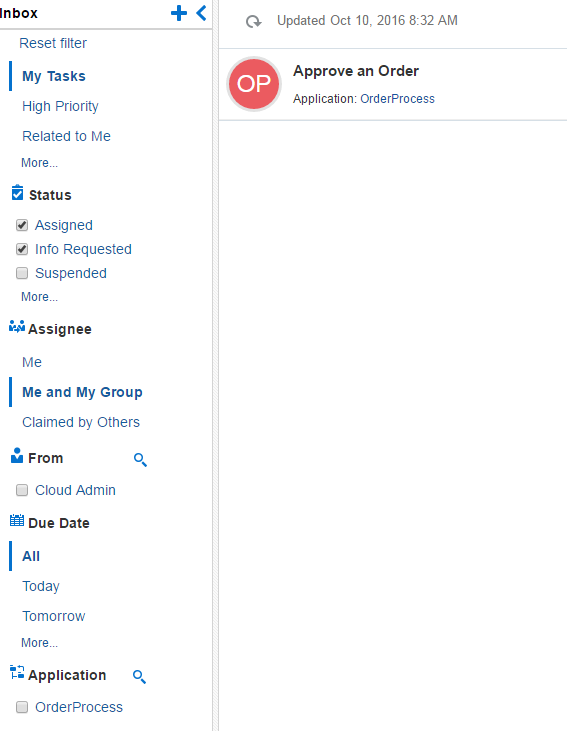 Inbox
Reset filter
My Tasks
High Priority
Related to Me
More...
Status
Assigned
Info Requested
Suspended
More...
Assignee
Me
Me and My Group
Claimed by Others
From
Cloud Admin
Due Date
All
Today
Tomorrow
More...
Application
OrderProcess
Updated Oct 10, 2016 8:32 AM
OP
Approve an Order
Application: OrderProcess